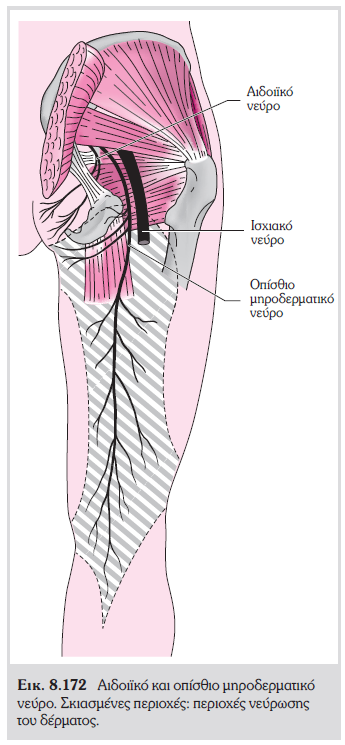 Αιδοιϊκό
νεύρο
Ισχιακό
νεύρο
Οπίσθιο
μηροδερματικό
νεύρο
Εικ. 8.172 Αιδοιϊκό και οπίσθιο μηροδερματικό
νεύρο. Σκιασμένες περιοχές: περιοχές νεύρωσης
του δέρματος.